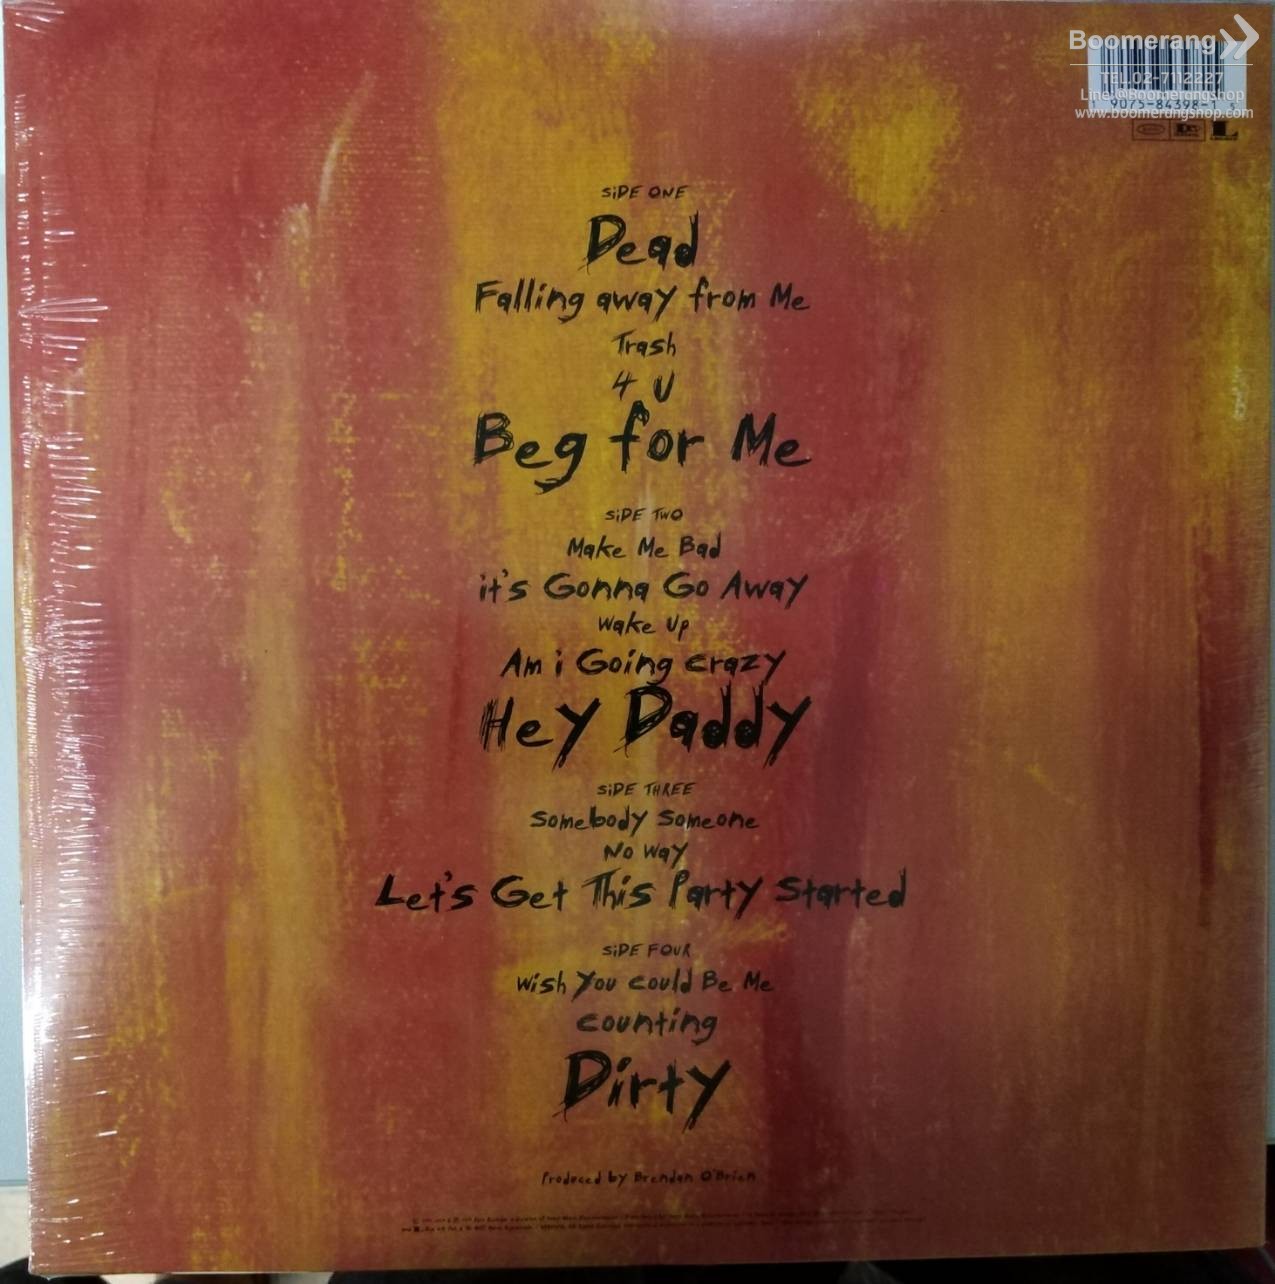 Boomerang
TEL.02-7112227
Line:@Boomerangshop
9075-84398-1
www.boomerangshop.com
SiDE ONE
Dead
Falling away from Me
Trash
4 U
Beg for Me
SiDE TWO
Make Me Bad
it's Gonna Go Away
Wake Up
Am i Going crazy
Hey Daddy
SiDE THREE
Somebody Someone
No Way
Let's Get This Party Started
SiDE FOUR
Wish You could Be Me
counting
Dirty
Produced by Brendan O'Brien